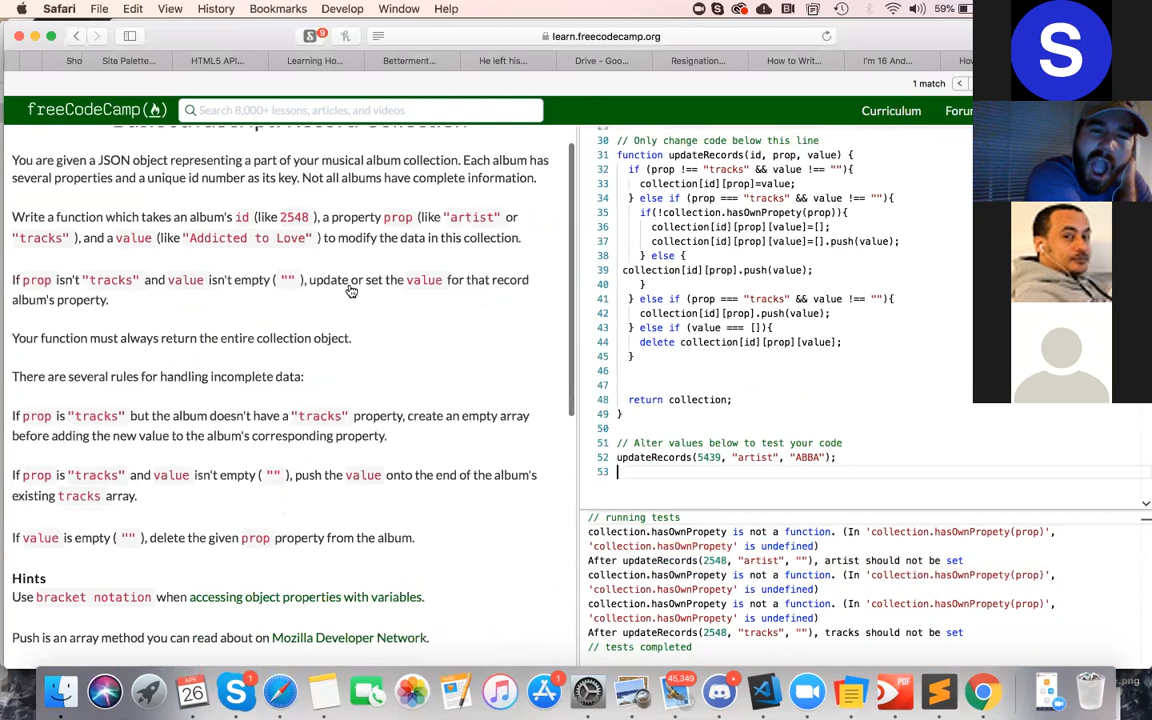 Safari File Edit View History Bookmarks Develop Window Help 59%
9 learn.freecodecamp.org
Sho Site Palette... HTML5 API... Learning Ho... Betterment... He left his... Drive - Goo... Resignation... How to Writ... I'm 16 And... How
1 match
freeCodeCamp Search 8,000+ lessons, articles, and videos Curriculum Forum
Basic JavaScript: Record Collection
You are given a JSON object representing a part of your musical album collection. Each album has
several properties and a unique id number as its key. Not all albums have complete information.
Write a function which takes an album's id (like 2548 ), a property prop (like "artist" or
"tracks" ), and a value (like "Addicted to Love" ) to modify the data in this collection.
If prop isn't "tracks" and value isn't empty ( "" ), update or set the value for that record
album's property.
Your function must always return the entire collection object.
There are several rules for handling incomplete data:
If prop is "tracks" but the album doesn't have a "tracks" property, create an empty array
before adding the new value to the album's corresponding property.
If prop is "tracks" and value isn't empty ( "" ), push the value onto the end of the album's
existing tracks array.
If value is empty ( "" ), delete the given prop property from the album.
Hints
Use bracket notation when accessing object properties with variables.
Push is an array method you can read about on Mozilla Developer Network.
29
30 // Only change code below this line
31 function updateRecords(id, prop, value) {
32 if (prop !== "tracks" && value !== ""){
33 collection[id][prop]=value;
34 } else if (prop === "tracks" && value !== ""){
35 if(!collection.hasOwnPropety(prop)){
36 collection[id][prop][value]=[];
37 collection[id][prop][value]=[].push(value);
38 } else {
39 collection[id][prop].push(value);
40 }
41 } else if (prop === "tracks" && value !== ""){
42 collection[id][prop].push(value);
43 } else if (value === []){
44 delete collection[id][prop][value];
45 }
46
47
48 return collection;
49 }
50
51 // Alter values below to test your code
52 updateRecords(5439, "artist", "ABBA");
53
// running tests
collection.hasOwnPropety is not a function. (In 'collection.hasOwnPropety(prop)',
'collection.hasOwnPropety' is undefined)
After updateRecords(2548, "artist", ""), artist should not be set
collection.hasOwnPropety is not a function. (In 'collection.hasOwnPropety(prop)',
'collection.hasOwnPropety' is undefined)
collection.hasOwnPropety is not a function. (In 'collection.hasOwnPropety(prop)',
'collection.hasOwnPropety' is undefined)
After updateRecords(2548, "tracks", ""), tracks should not be set
// tests completed
S
APR 26 1 1 45,349 PDF .png